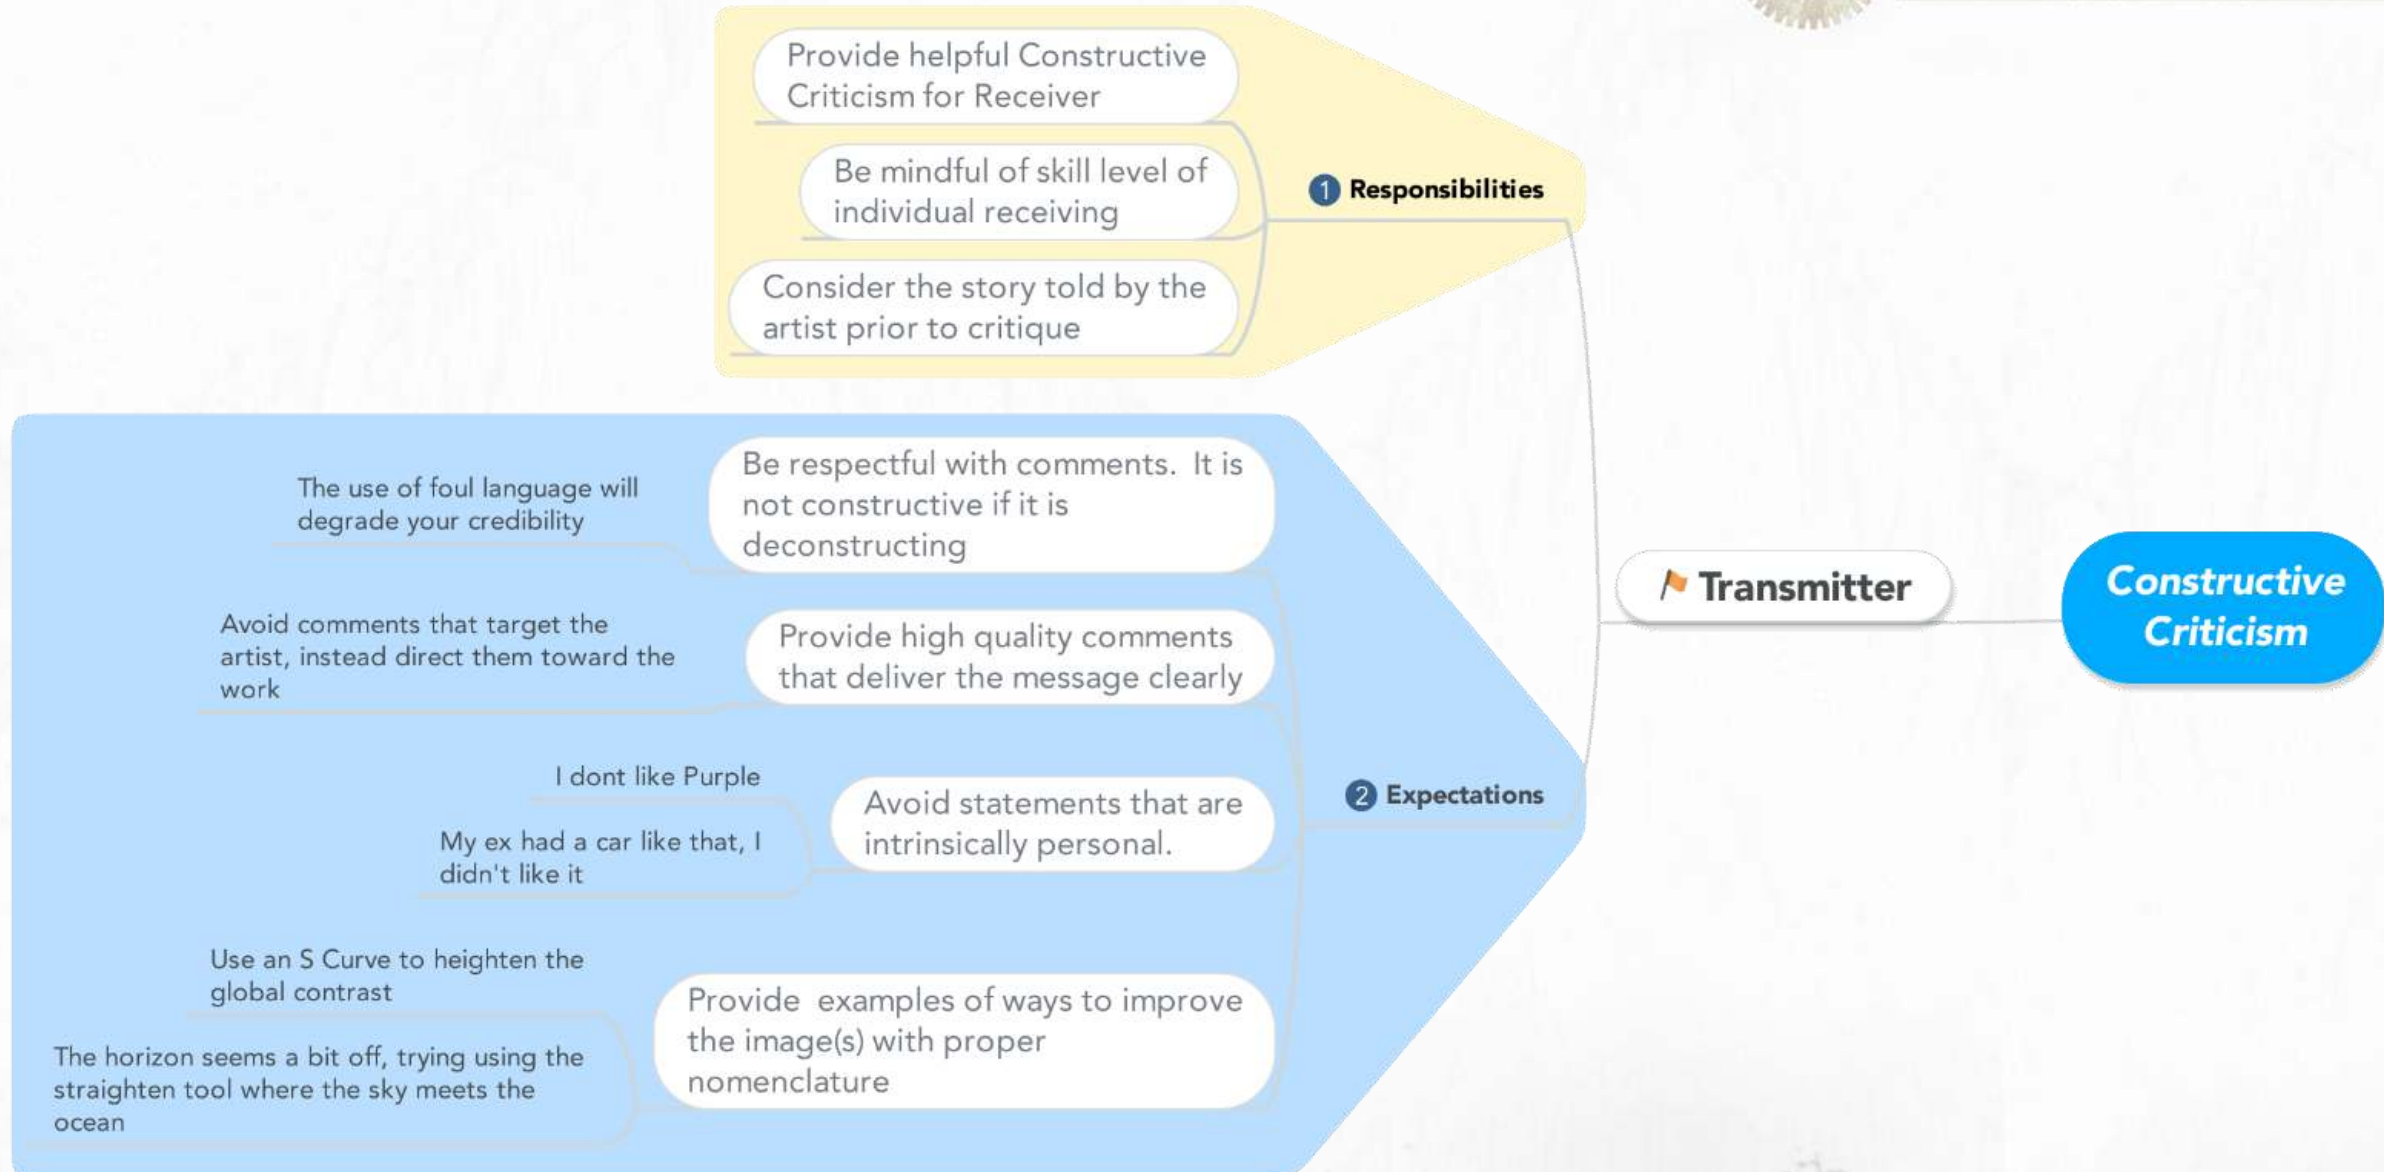 Provide helpful Constructive
Criticism for Receiver
Be mindful of skill level of
individual receiving
Consider the story told by the
artist prior to critique
1 Responsibilities
The use of foul language will
degrade your credibility
Be respectful with comments.  It is
not constructive if it is
deconstructing
Avoid comments that target the
artist, instead direct them toward the
work
Provide high quality comments
that deliver the message clearly
I dont like Purple
My ex had a car like that, I
didn't like it
Avoid statements that are
intrinsically personal.
Use an S Curve to heighten the
global contrast
The horizon seems a bit off, trying using the
straighten tool where the sky meets the
ocean
Provide  examples of ways to improve
the image(s) with proper
nomenclature
2 Expectations
Transmitter
Constructive
Criticism